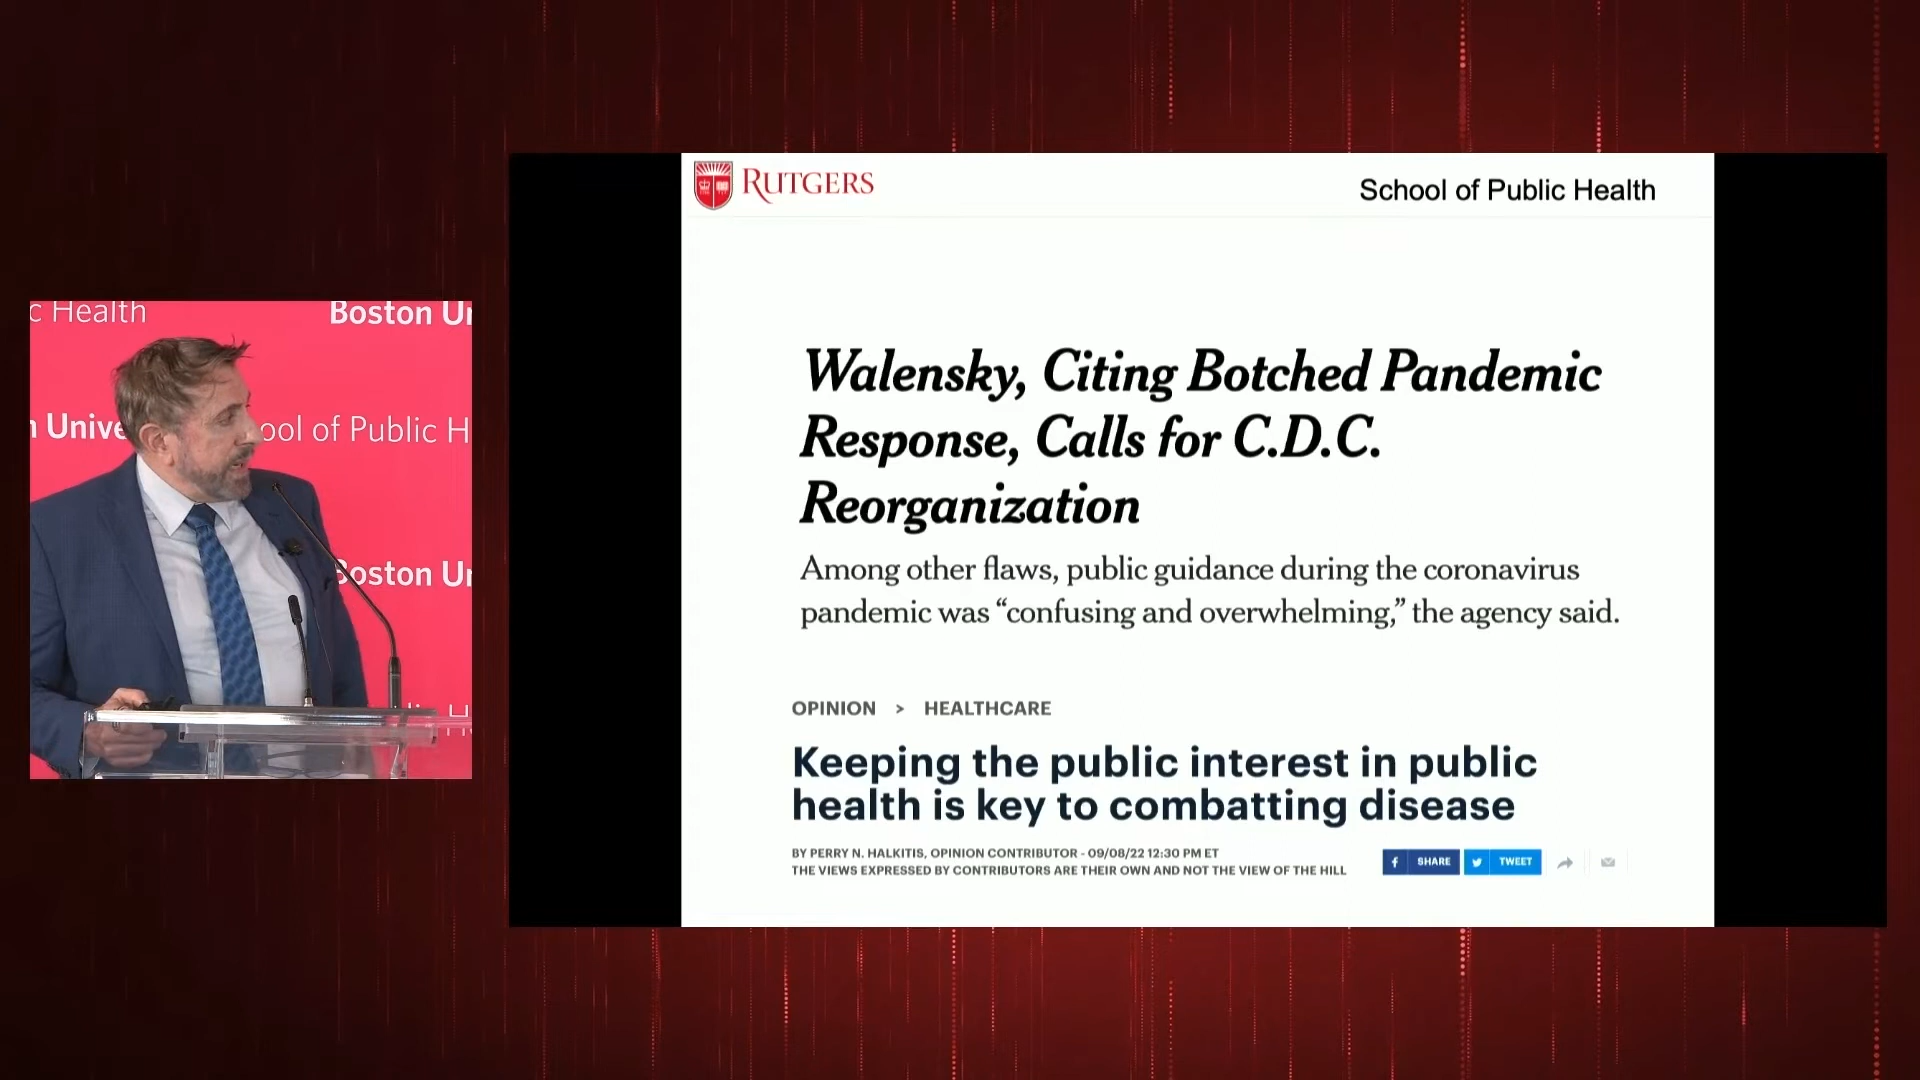 c Health
Boston Ur
n Unive
ool of Public H
Boston Ur
RUTGERS
School of Public Health
Walensky, Citing Botched Pandemic
Response, Calls for C.D.C.
Reorganization
Among other flaws, public guidance during the coronavirus
pandemic was “confusing and overwhelming,” the agency said.
OPINION > HEALTHCARE
Keeping the public interest in public
health is key to combatting disease
BY PERRY N. HALKITIS, OPINION CONTRIBUTOR - 09/08/22 12:30 PM ET
THE VIEWS EXPRESSED BY CONTRIBUTORS ARE THEIR OWN AND NOT THE VIEW OF THE HILL
SHARE
TWEET